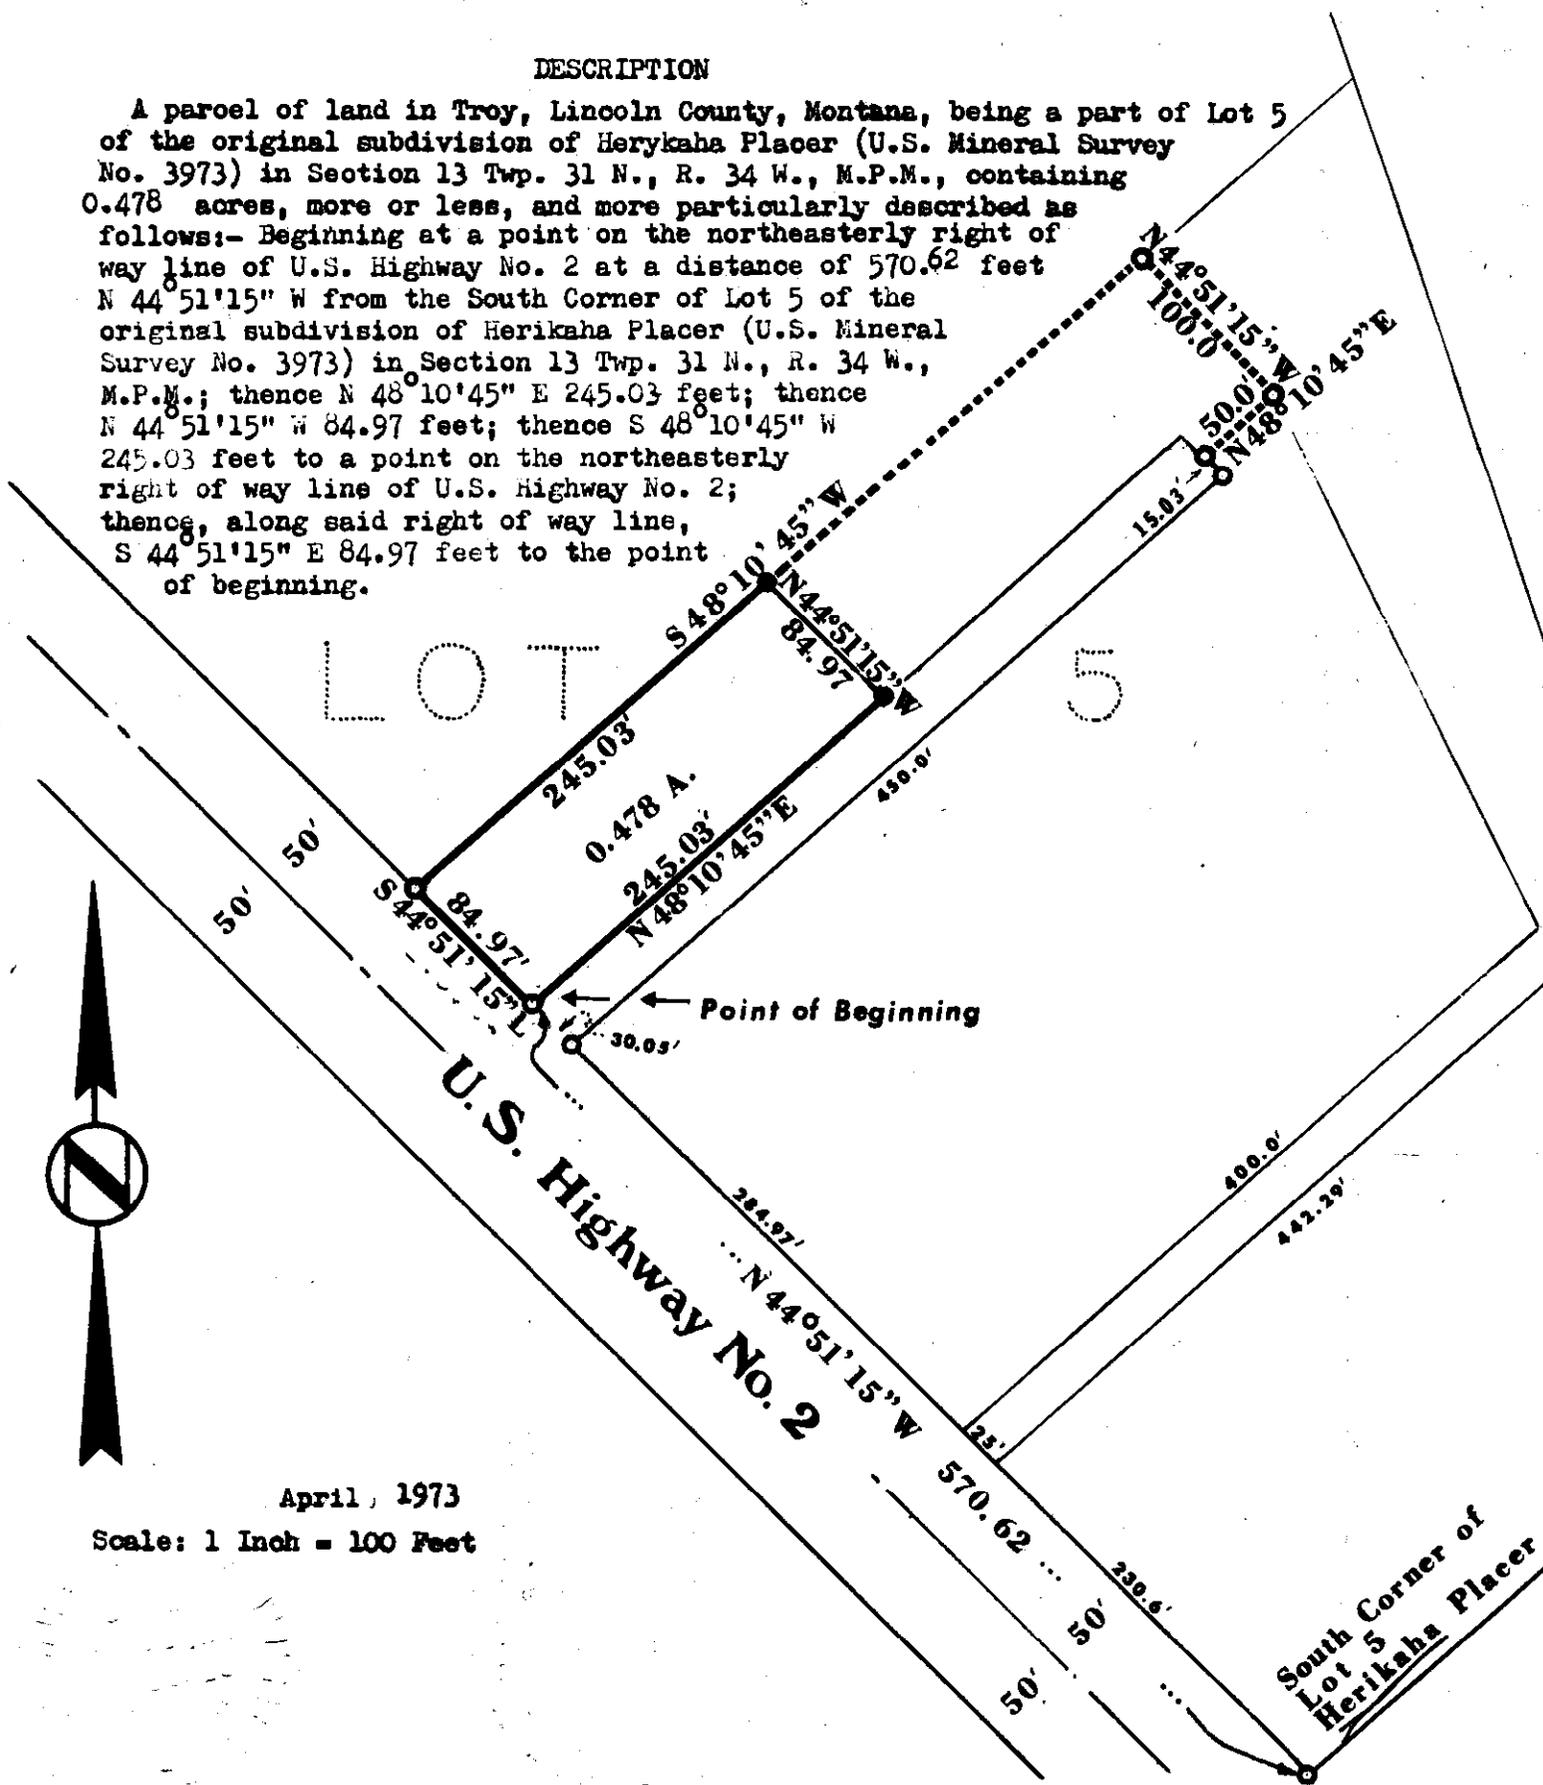 DESCRIPTION
A paroel of land in Troy, Lincoln County, Montana, being a part of Lot 5
of the original subdivision of Herykaha Placer (U.S. Mineral Survey
No. 3973) in Section 13 Twp. 31 N., R. 34 W., M.P.M., containing
0.478 acres, more or less, and more particularly described as
follows:- Beginning at a point on the northeasterly right of
way line of U.S. Highway No. 2 at a distance of 570.62 feet
N 44°51'15" W from the South Corner of Lot 5 of the
original subdivision of Herikaha Placer (U.S. Mineral
Survey No. 3973) in Section 13 Twp. 31 N., R. 34 W.,
M.P.M.; thence N 48°10'45" E 245.03 feet; thence
N 44°51'15" W 84.97 feet; thence S 48°10'45" W
245.03 feet to a point on the northeasterly
right of way line of U.S. Highway No. 2;
thence, along said right of way line,
S 44°51'15" E 84.97 feet to the point
of beginning.
N44°51'15"W
100.0
50.0'
N48°10'45"E
15.03'
S48°10'45"W
N44°51'15"W
84.97
LOT 5
245.03'
0.478 A.
245.03'
N48°10'45"E
450.0'
50'
50'
84.97'
S44°51'15"E
Point of Beginning
30.05'
U.S. Highway No. 2
284.97'
N44°51'15"W 570.62
400.0'
442.29'
25'
230.6'
50'
50'
N
April, 1973
Scale: 1 Inch = 100 Feet
South Corner of
Lot 5
Herikaha Placer